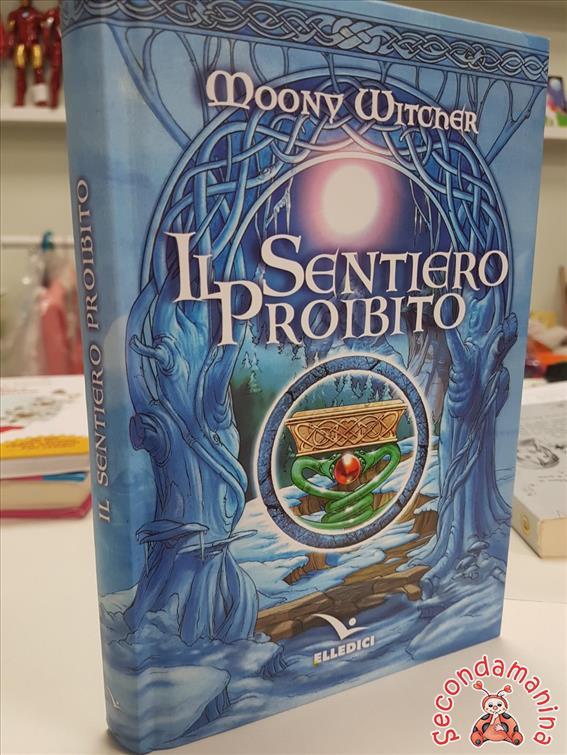 MOONY WITCHER
IL SENTIERO
PROIBITO
ELLEDICI
IL SENTIERO PROIBITO
secondamanina